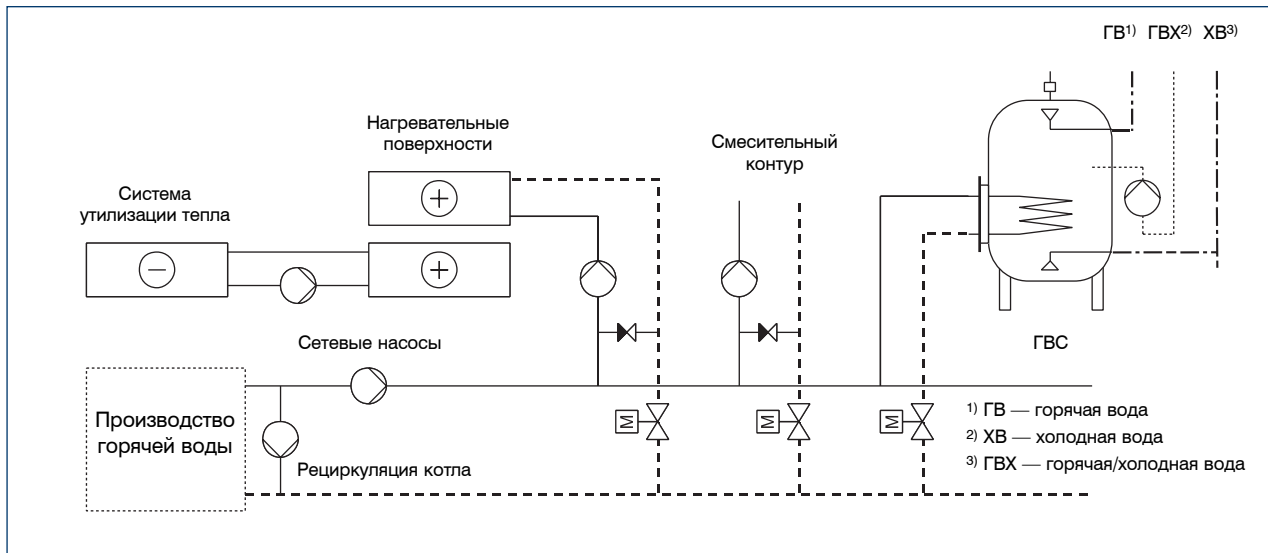 ГВ1) ГВХ2) ХВ3)
Нагревательные
поверхности
Смесительный
контур
Система
утилизации тепла
Сетевые насосы
ГВС
Производство
горячей воды
Рециркуляция котла
M
M
M
1) ГВ — горячая вода
2) ХВ — холодная вода
3) ГВХ — горячая/холодная вода